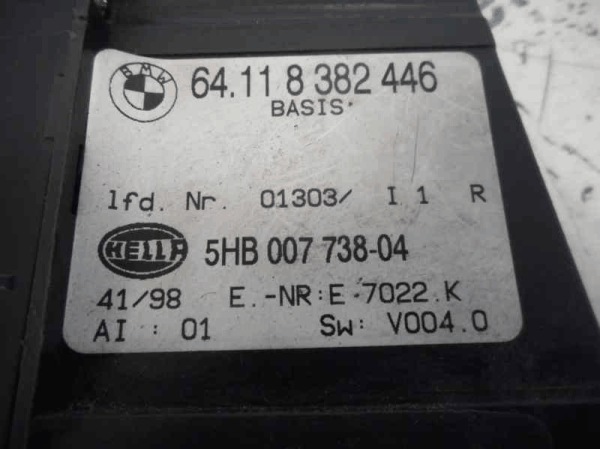 BMW
64.11 8 382 446
BASIS
lfd. Nr. 01303/ I 1 R
HELLA
5HB 007 738-04
41/98 E.-NR:E-7022.K
AI : 01 SW: V004.0